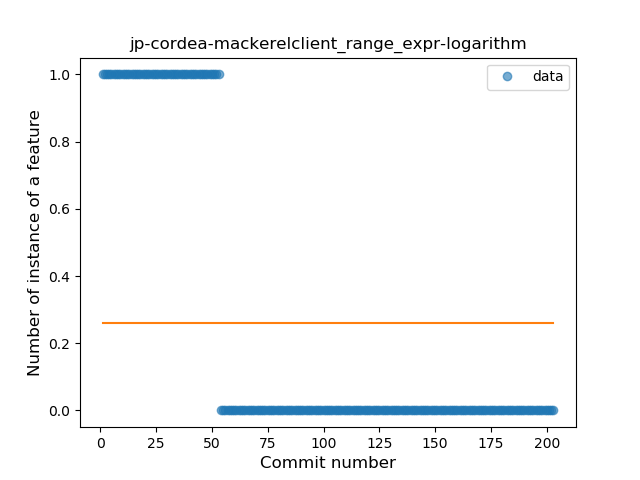 jp-cordea-mackerelclient_range_expr-logarithm
data
1.0
0.8
0.6
0.4
0.2
0.0
Number of instance of a feature
0 25 50 75 100 125 150 175 200
Commit number